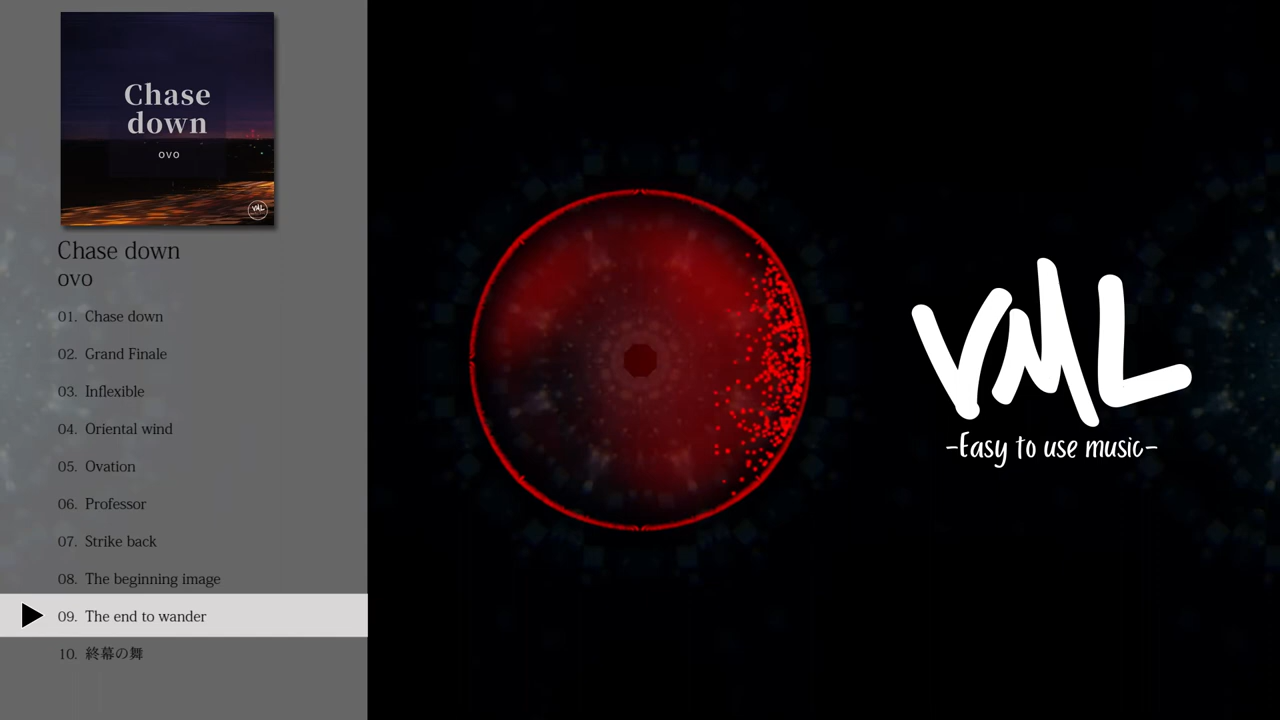 Chase
down
ovo
VML
Chase down
ovo
01. Chase down
02. Grand Finale
03. Inflexible
04. Oriental wind
05. Ovation
06. Professor
07. Strike back
08. The beginning image
09. The end to wander
10. 終幕の舞
VML
-Easy to use music-